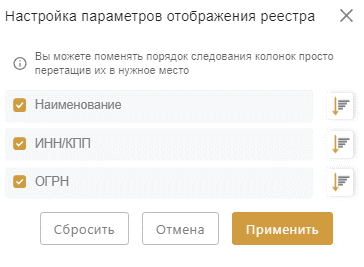 Настройка параметров отображения реестра
Вы можете поменять порядок следования колонок просто
перетащив их в нужное место
Наименование
ИНН/КПП
ОГРН
Сбросить
Отмена
Применить